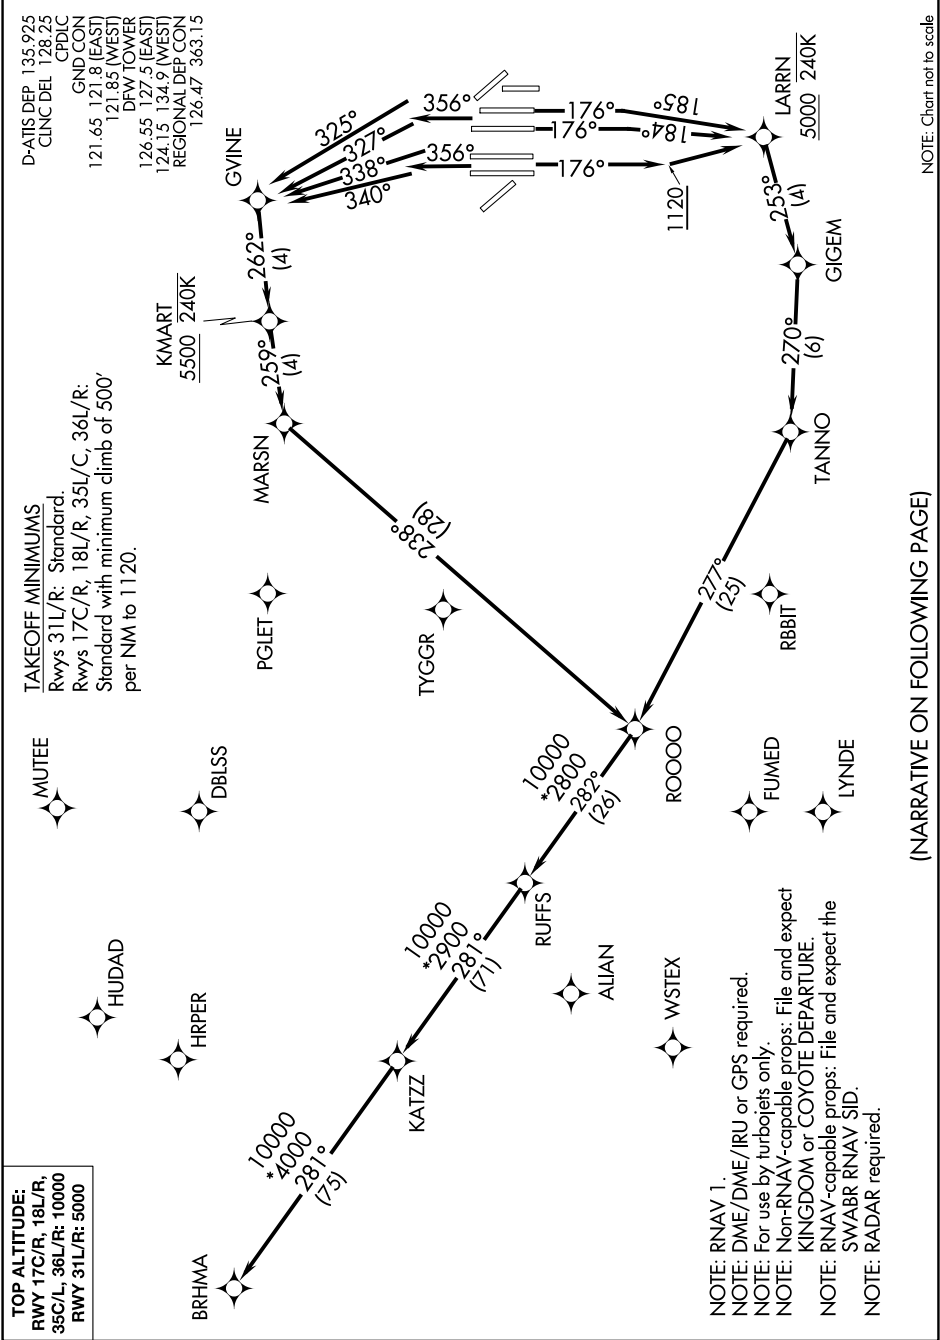 TOP ALTITUDE:
RWY 17C/R, 18L/R,
35C/L, 36L/R: 10000
RWY 31L/R: 5000
TAKEOFF MINIMUMS
Rwys 31L/R: Standard.
Rwys 17C/R, 18L/R, 35L/C, 36L/R:
Standard with minimum climb of 500'
per NM to 1120.
D-ATIS DEP 135.925
CLNC DEL 128.25
CPDLC
GND CON
121.65 121.8 (EAST)
121.85 (WEST)
DFW TOWER
126.55 127.5 (EAST)
124.15 134.9 (WEST)
REGIONAL DEP CON
126.47 363.15
MUTEE
HUDAD
DBLSS
HRPER
PGLET
TYGGR
GVINE
262°
(4)
KMART
5500 240K
259°
(4)
MARSN
238°
(28)
325°
327°
338°
340°
356°
356°
176°
176°
176°
185°
184°
1120
LARRN
5000 240K
253°
(4)
GIGEM
270°
(6)
TANNO
277°
(25)
RBBIT
ROOOO
10000
*2800
282°
(26)
RUFFS
10000
*2900
281°
(71)
KATZZ
10000
*4000
281°
(75)
BRHMA
ALIAN
WSTEX
FUMED
LYNDE
NOTE: RNAV 1.
NOTE: DME/DME/IRU or GPS required.
NOTE: For use by turbojets only.
NOTE: Non-RNAV-capable props: File and expect
KINGDOM or COYOTE DEPARTURE.
NOTE: RNAV-capable props: File and expect the
SWABR RNAV SID.
NOTE: RADAR required.
(NARRATIVE ON FOLLOWING PAGE)
NOTE: Chart not to scale